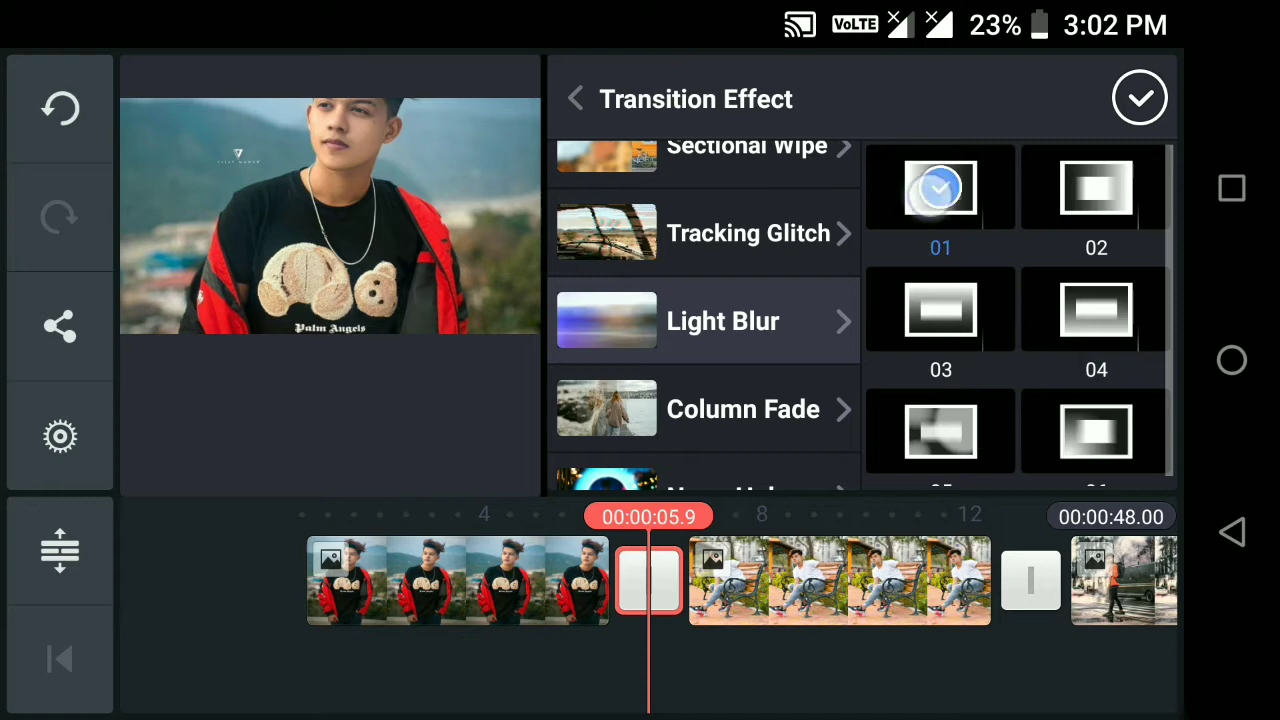 VoLTE 23% 3:02 PM
Transition Effect
Sectional Wipe
Tracking Glitch
Light Blur
Column Fade
01
02
03
04
Palm Angels
4
00:00:05.9
8
12
00:00:48.00